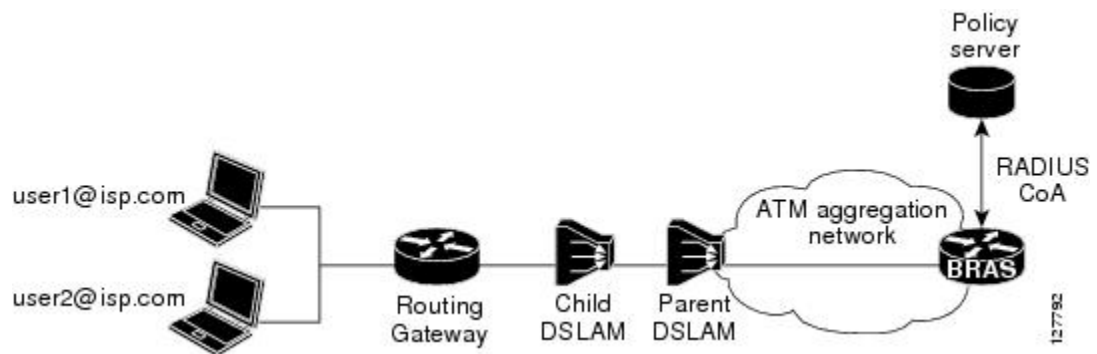 Policy
server
RADIUS
CoA
user1@isp.com
ATM aggregation
network
BRAS
user2@isp.com
Routing
Gateway
Child
DSLAM
Parent
DSLAM
127792